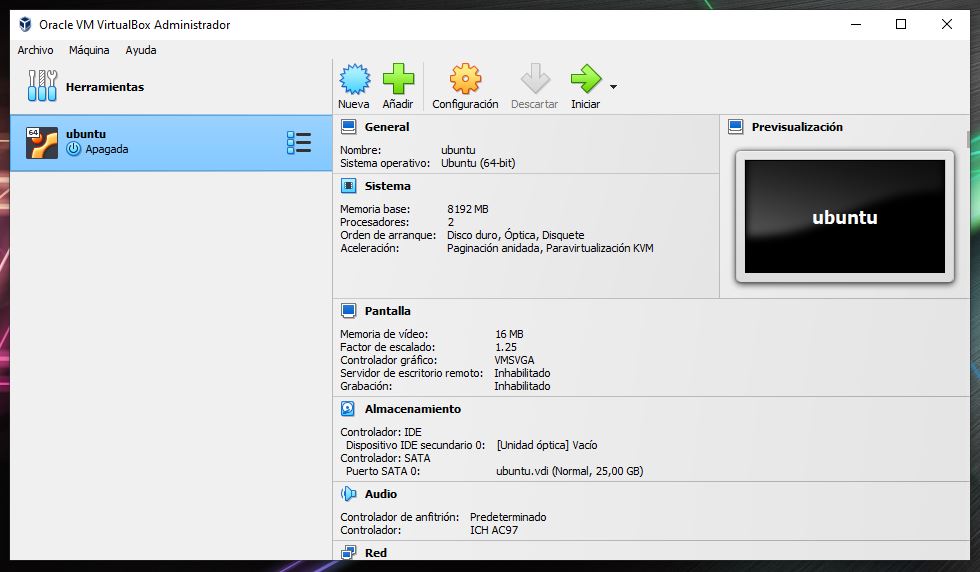 Oracle VM VirtualBox Administrador
Archivo Máquina Ayuda
Herramientas
Nueva Añadir Configuración Descartar Iniciar
64
ubuntu
Apagada
General
Nombre: ubuntu
Sistema operativo: Ubuntu (64-bit)
Sistema
Memoria base: 8192 MB
Procesadores: 2
Orden de arranque: Disco duro, Óptica, Disquete
Aceleración: Paginación anidada, Paravirtualización KVM
Previsualización
ubuntu
Pantalla
Memoria de vídeo: 16 MB
Factor de escalado: 1.25
Controlador gráfico: VMSVGA
Servidor de escritorio remoto: Inhabilitado
Grabación: Inhabilitado
Almacenamiento
Controlador: IDE
Dispositivo IDE secundario 0: [Unidad óptica] Vacío
Controlador: SATA
Puerto SATA 0: ubuntu.vdi (Normal, 25,00 GB)
Audio
Controlador de anfitrión: Predeterminado
Controlador: ICH AC97
Red